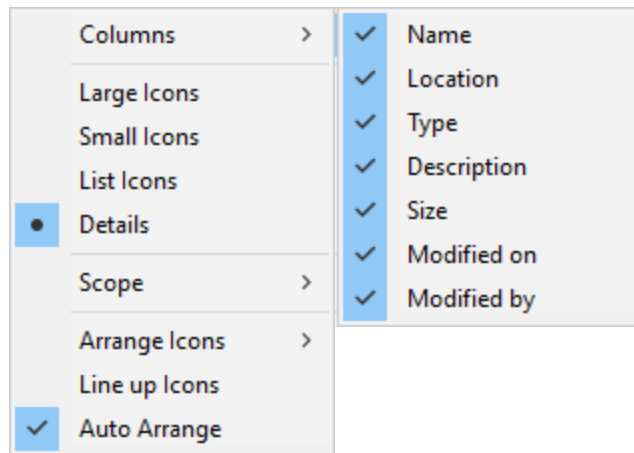 Columns
Large Icons
Small Icons
List Icons
Details
Scope
Arrange Icons
Line up Icons
Auto Arrange
Name
Location
Type
Description
Size
Modified on
Modified by